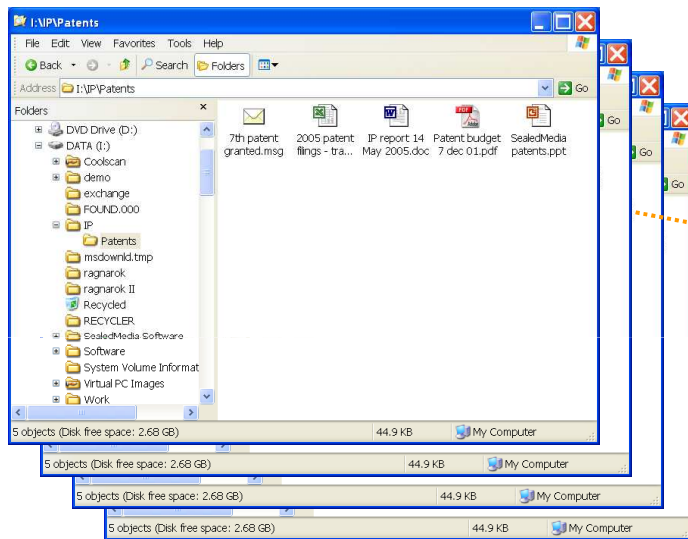 I:\IP\Patents
File Edit View Favorites Tools Help
Back Search Folders
Address I:\IP\Patents Go
Folders
DVD Drive (D:)
DATA (I:)
Coolscan
demo
exchange
FOUND.000
IP
Patents
msdownld.tmp
ragnarok
ragnarok II
Recycled
RECYCLER
SealedMedia Software
Software
System Volume Informat
Virtual PC Images
Work
7th patent granted.msg
2005 patent filings - tra...
IP report 14 May 2005.doc
Patent budget 7 dec 01.pdf
SealedMedia patents.ppt
5 objects (Disk free space: 2.68 GB) 44.9 KB My Computer
Go
5 objects (Disk free space: 2.68 GB) 44.9 KB My Computer
Go
5 objects (Disk free space: 2.68 GB) 44.9 KB My Computer
Go
5 objects (Disk free space: 2.68 GB) 44.9 KB My Computer